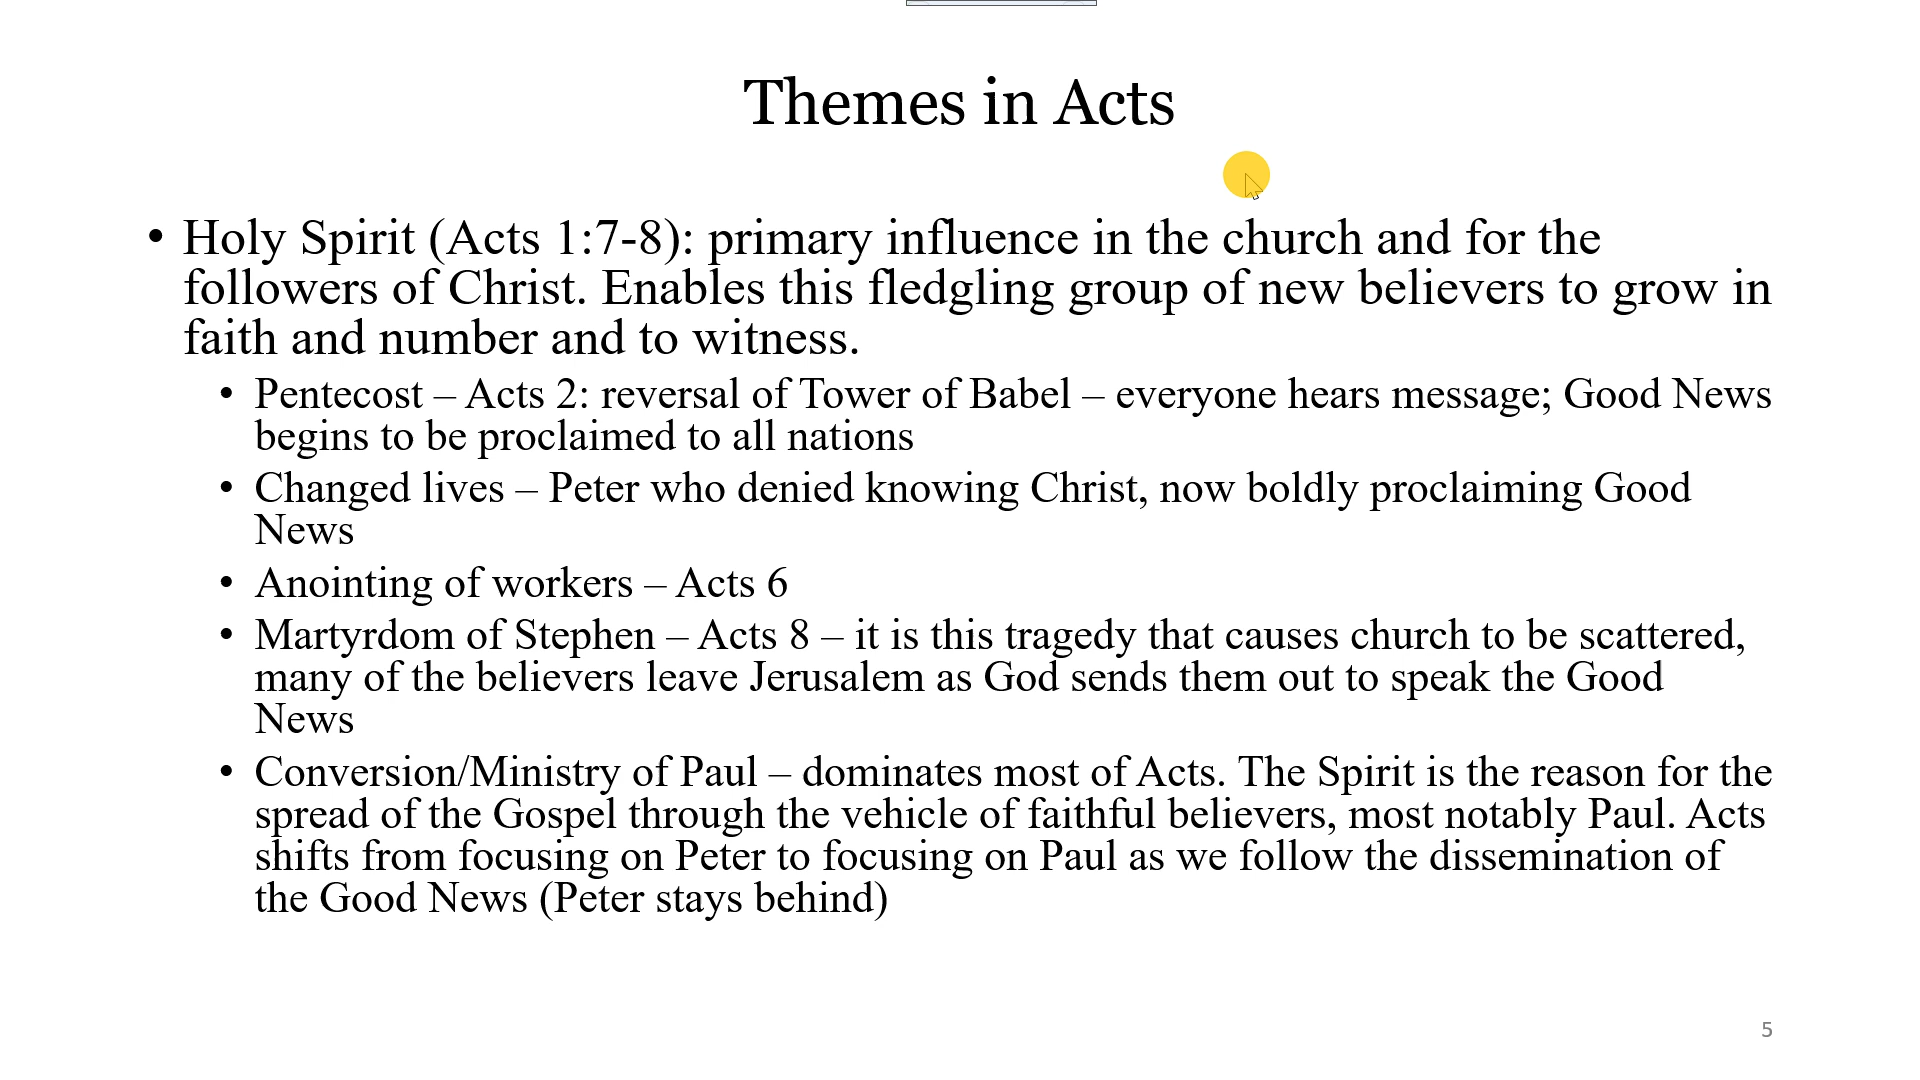 Themes in Acts
• Holy Spirit (Acts 1:7-8): primary influence in the church and for the
followers of Christ. Enables this fledgling group of new believers to grow in
faith and number and to witness.
• Pentecost – Acts 2: reversal of Tower of Babel – everyone hears message; Good News
begins to be proclaimed to all nations
• Changed lives – Peter who denied knowing Christ, now boldly proclaiming Good
News
• Anointing of workers – Acts 6
• Martyrdom of Stephen – Acts 8 – it is this tragedy that causes church to be scattered,
many of the believers leave Jerusalem as God sends them out to speak the Good
News
• Conversion/Ministry of Paul – dominates most of Acts. The Spirit is the reason for the
spread of the Gospel through the vehicle of faithful believers, most notably Paul. Acts
shifts from focusing on Peter to focusing on Paul as we follow the dissemination of
the Good News (Peter stays behind)
5